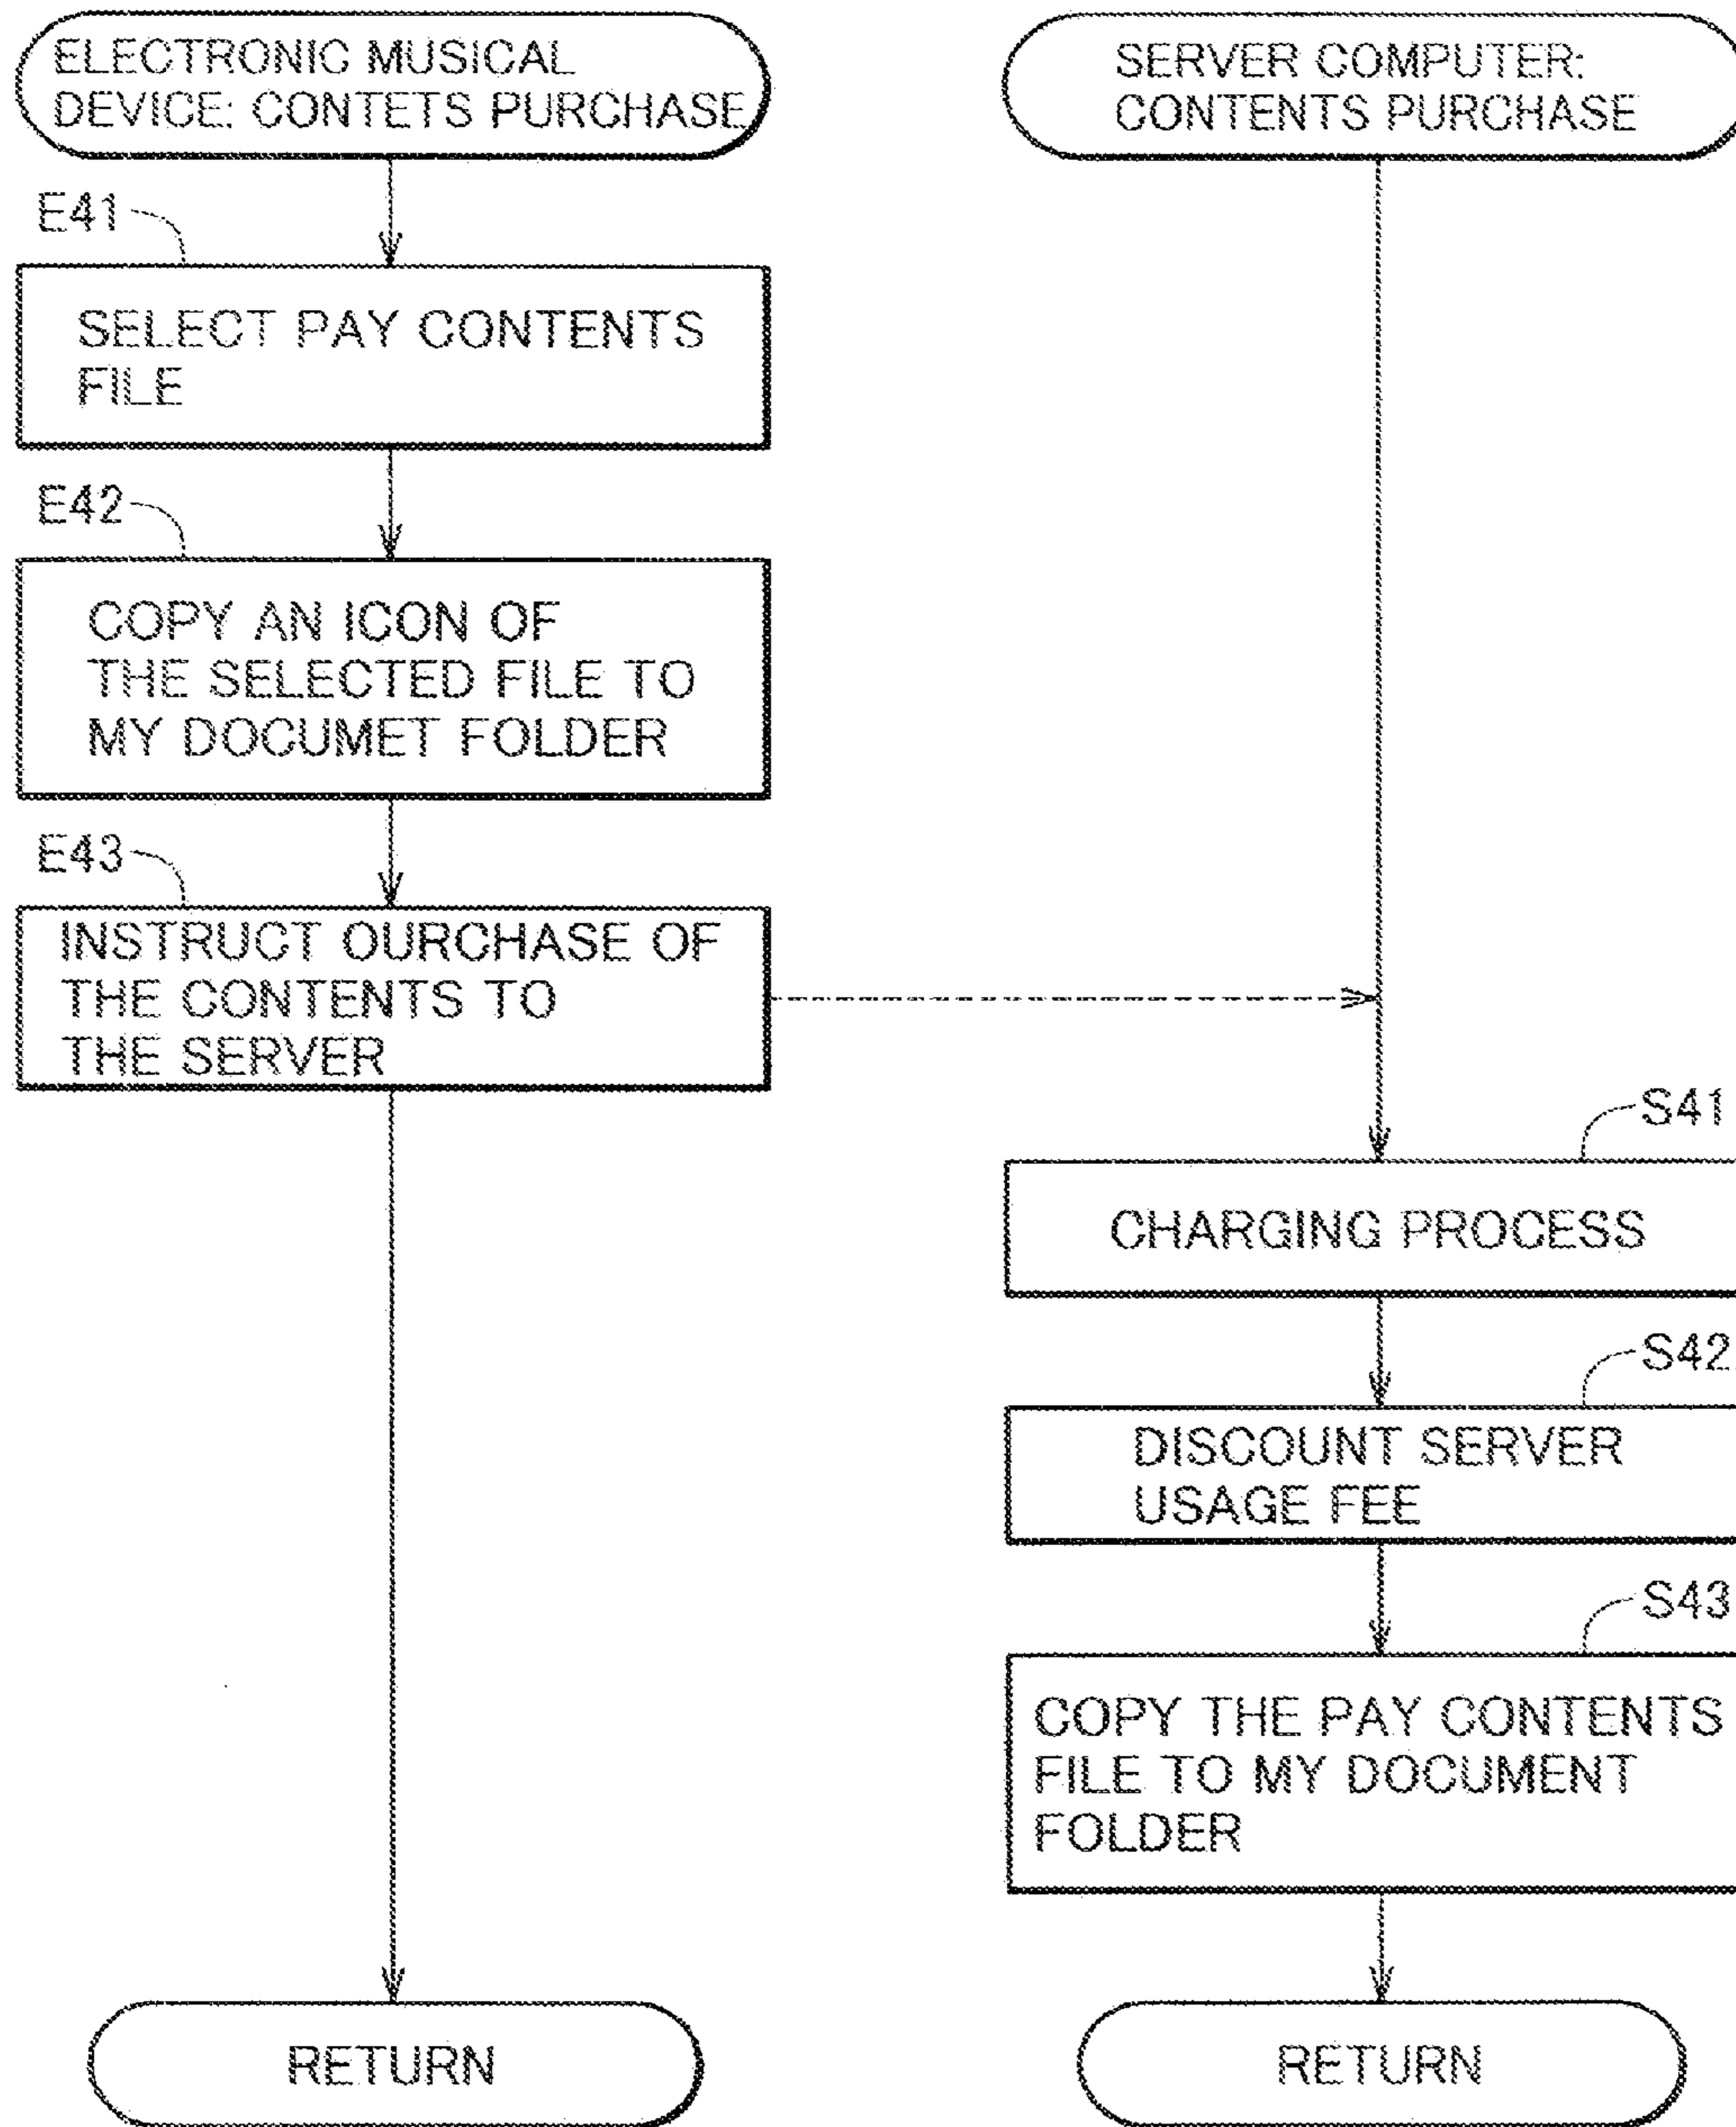 ELECTRONIC MUSICAL
DEVICE: CONTETS PURCHASE
E41
SELECT PAY CONTENTS
FILE
E42
COPY AN ICON OF
THE SELECTED FILE TO
MY DOCUMET FOLDER
E43
INSTRUCT OURCHASE OF
THE CONTENTS TO
THE SERVER
RETURN
SERVER COMPUTER:
CONTENTS PURCHASE
S41
CHARGING PROCESS
S42
DISCOUNT SERVER
USAGE FEE
S43
COPY THE PAY CONTENTS
FILE TO MY DOCUMENT
FOLDER
RETURN